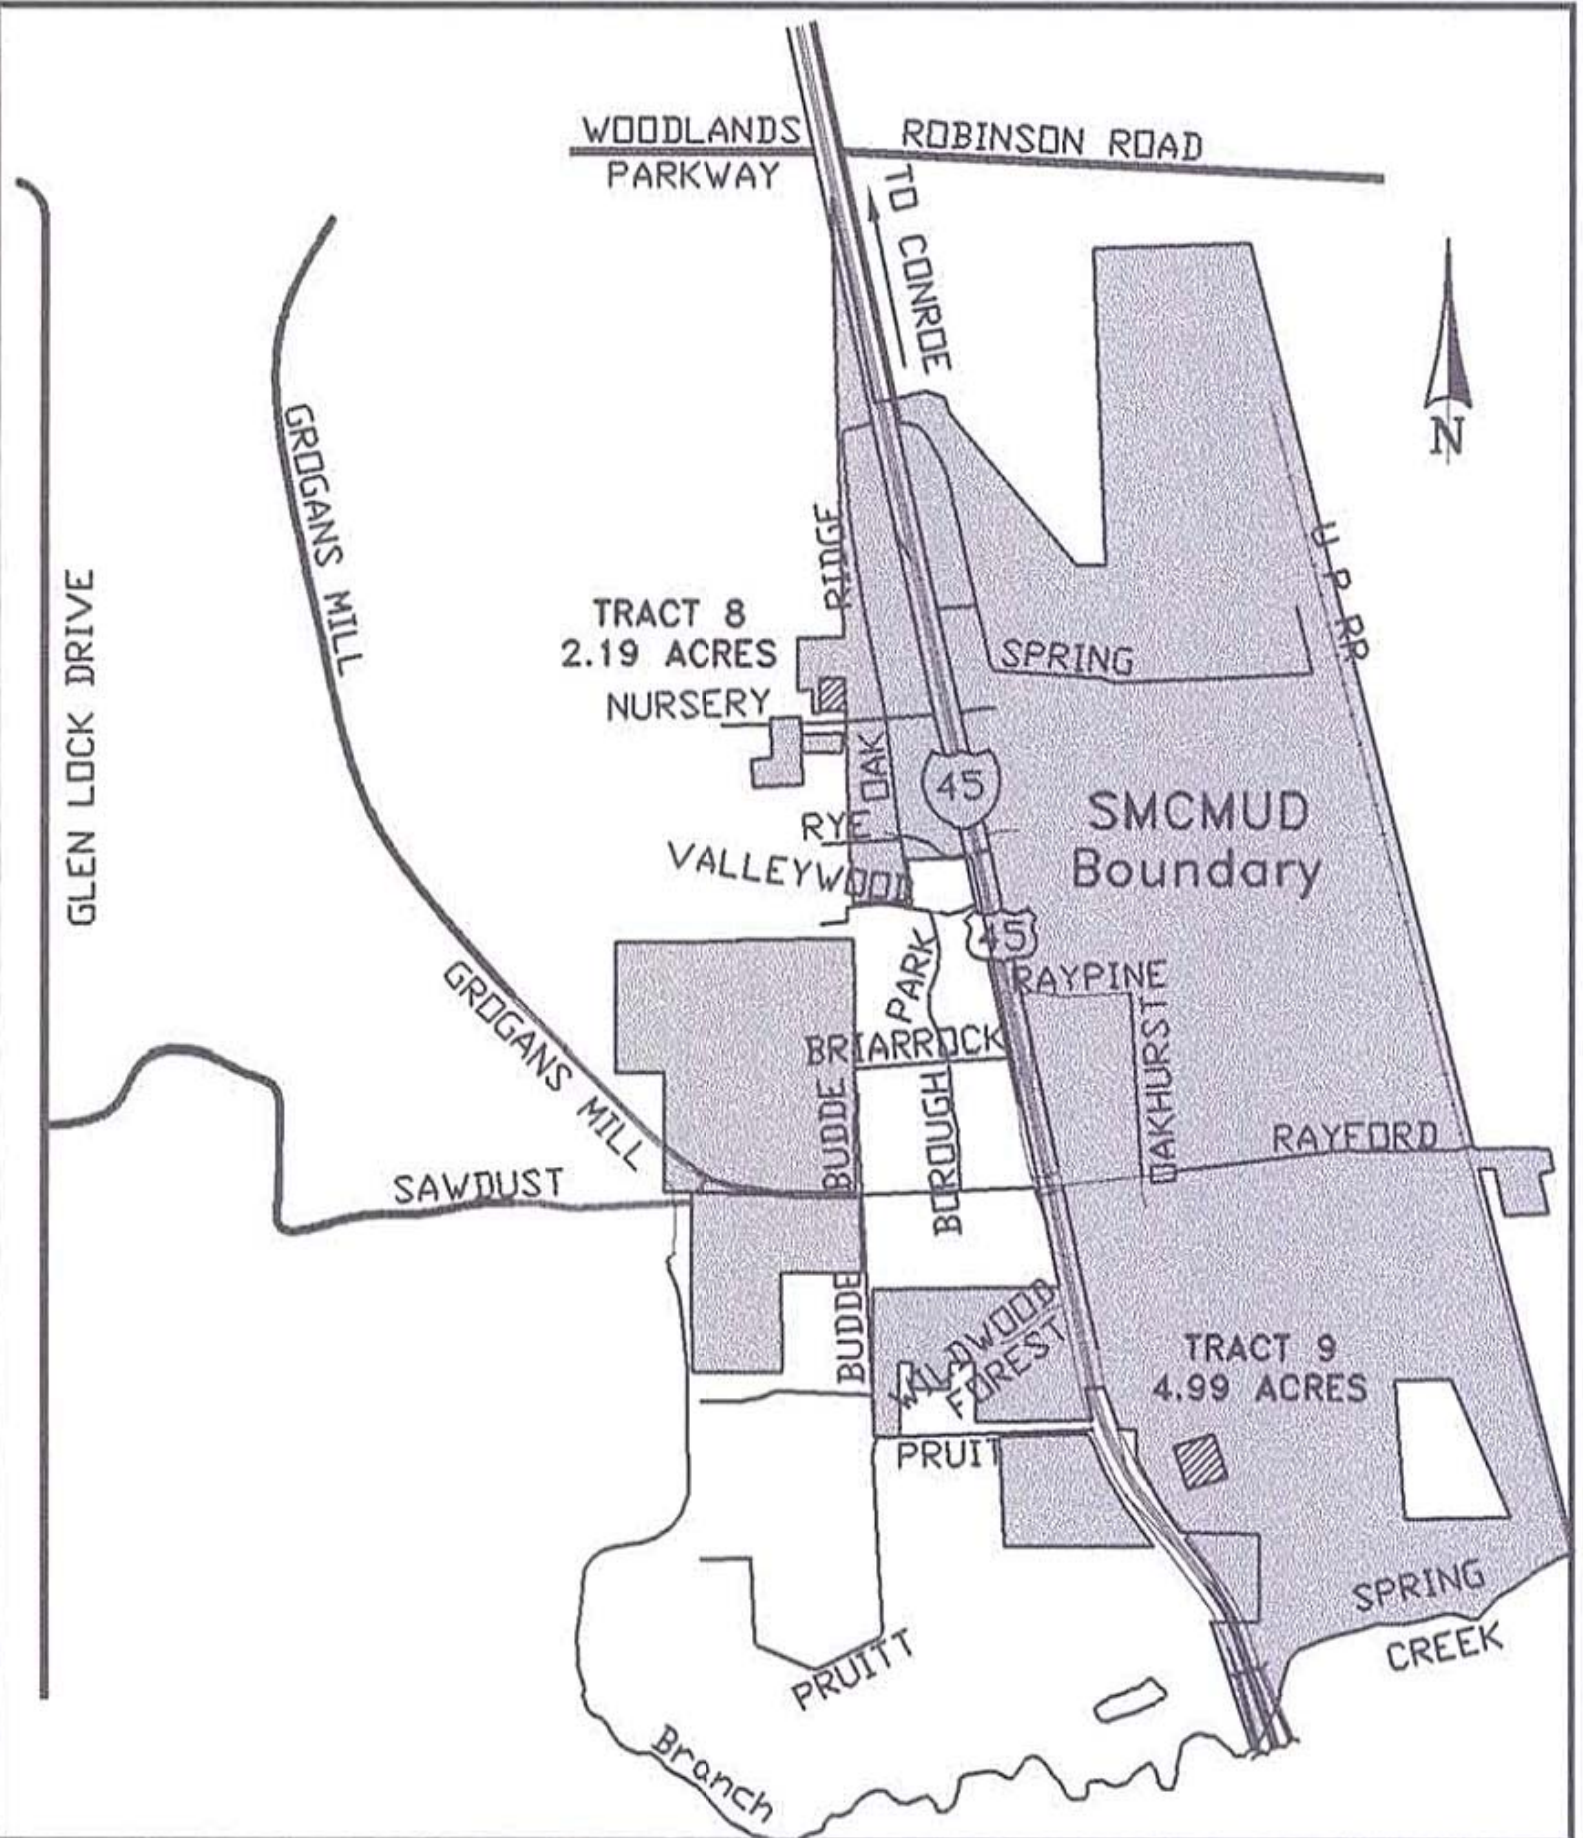 WOODLANDS
PARKWAY
ROBINSON ROAD
TO CONROE
N
GROGANS MILL
GLEN LOCK DRIVE
RIDGE
U P RR
TRACT 8
2.19 ACRES
SPRING
NURSERY
OAK
45
SMCMUD
Boundary
RYE
VALLEYWOOD
45
PARK
RAYPINE
GROGANS MILL
BRIARROCK
OAKHURST
BUDDE
BOROUGH
RAYFORD
SAWDUST
BUDDE
WILDWOOD
FOREST
TRACT 9
4.99 ACRES
PRUIT
SPRING
CREEK
PRUITT
Branch